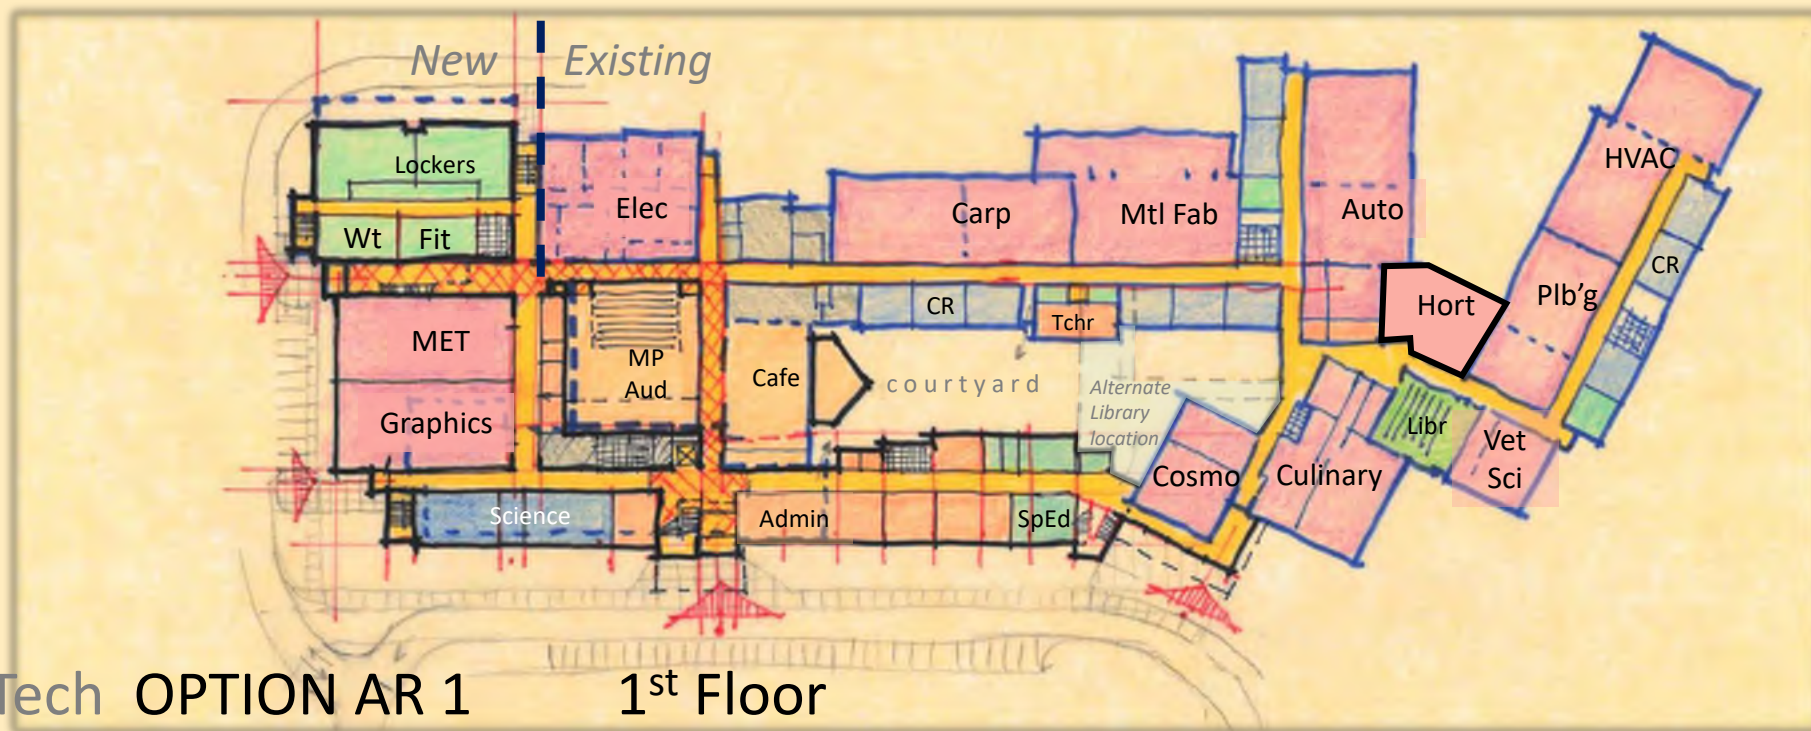 New Existing
Lockers
Wt Fit
Elec
Carp
Mtl Fab
Auto
HVAC
CR
Plb'g
Hort
MET
Graphics
MP
Aud
Cafe
CR
Tchr
courtyard
Alternate
Library
location
Cosmo
Culinary
Libr
Vet
Sci
Science
Admin
SpEd
Tech OPTION AR 1 1st Floor